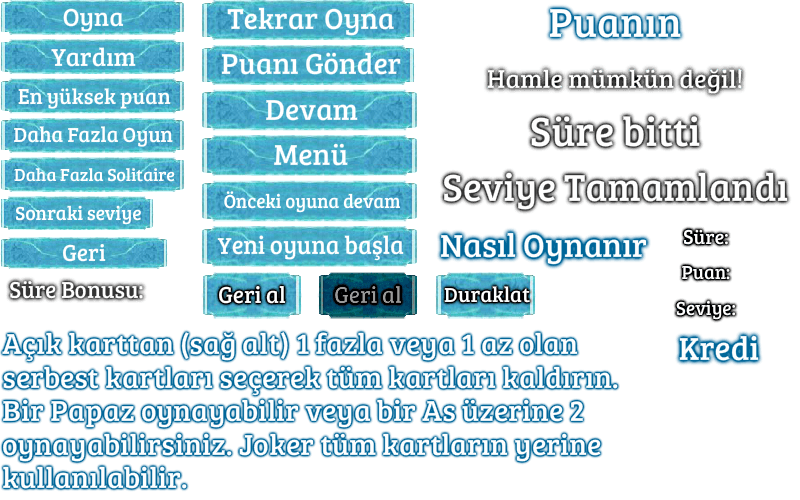 Oyna
Yardım
En yüksek puan
Daha Fazla Oyun
Daha Fazla Solitaire
Sonraki seviye
Geri
Süre Bonusu:
Tekrar Oyna
Puanı Gönder
Devam
Menü
Önceki oyuna devam
Yeni oyuna başla
Geri al
Geri al
Duraklat
Puanın
Hamle mümkün değil!
Süre bitti
Seviye Tamamlandı
Nasıl Oynanır
Süre:
Puan:
Seviye:
Kredi
Açık karttan (sağ alt) 1 fazla veya 1 az olan
serbest kartları seçerek tüm kartları kaldırın.
Bir Papaz oynayabilir veya bir As üzerine 2
oynayabilirsiniz. Joker tüm kartların yerine
kullanılabilir.